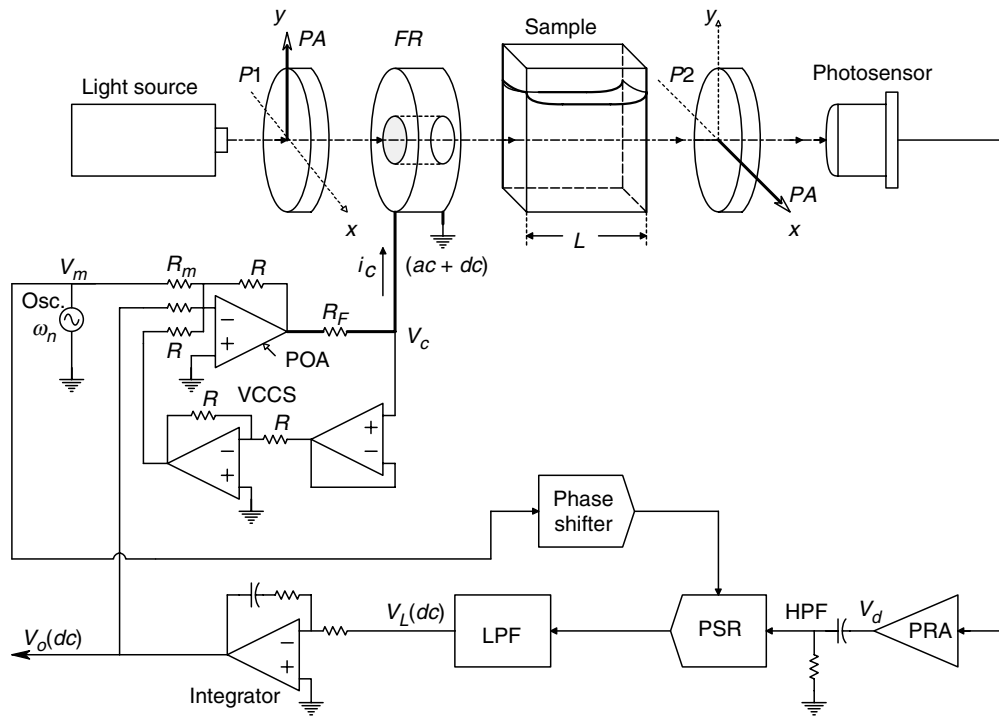 y
PA
FR
Sample
y
P1
P2
Photosensor
Light source
x
L
PA
x
i_c
(ac + dc)
V_m
R_m
R
Osc.
ω_n
R_F
V_c
−
+
R
POA
VCCS
R
R
+
−
−
+
Phase
shifter
V_o(dc)
V_L(dc)
LPF
PSR
HPF
V_d
PRA
−
+
Integrator